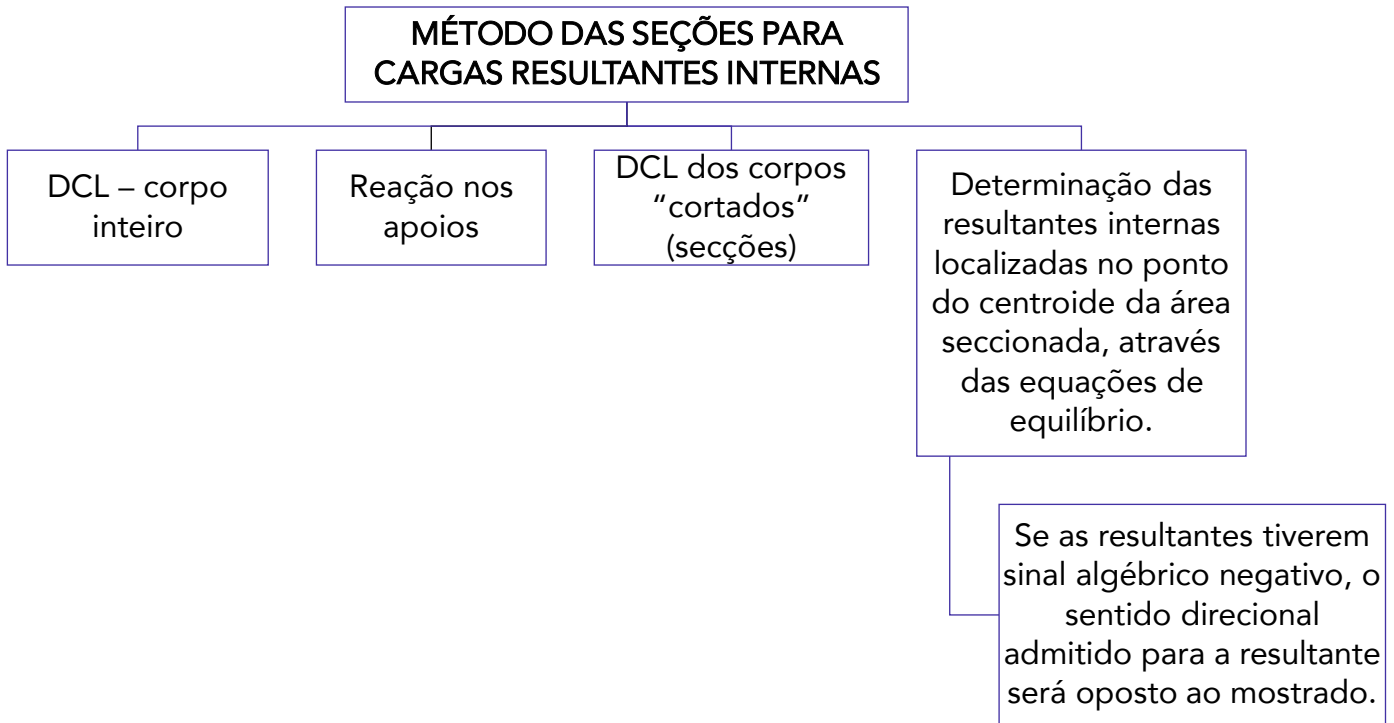 MÉTODO DAS SEÇÕES PARA
CARGAS RESULTANTES INTERNAS
DCL – corpo
inteiro
Reação nos
apoios
DCL dos corpos
“cortados”
(secções)
Determinação das
resultantes internas
localizadas no ponto
do centroide da área
seccionada, através
das equações de
equilíbrio.
Se as resultantes tiverem
sinal algébrico negativo, o
sentido direcional
admitido para a resultante
será oposto ao mostrado.